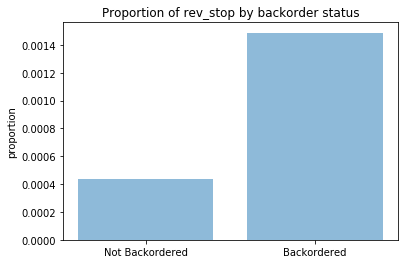 Proportion of rev_stop by backorder status
proportion
0.0014
0.0012
0.0010
0.0008
0.0006
0.0004
0.0002
0.0000
Not Backordered
Backordered